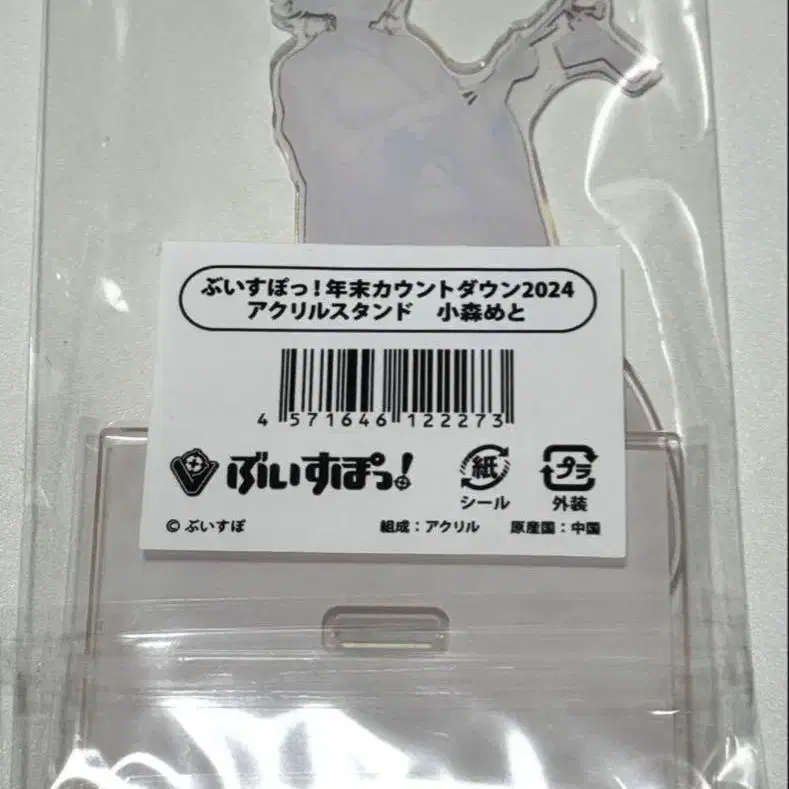 ぶいすぽっ!年末カウントダウン2024
アクリルスタンド　小森めと
4 571646 122273
ぶいすぽっ!
紙
シール
プラ
外装
© ぶいすぽ
組成：アクリル
原産国：中国